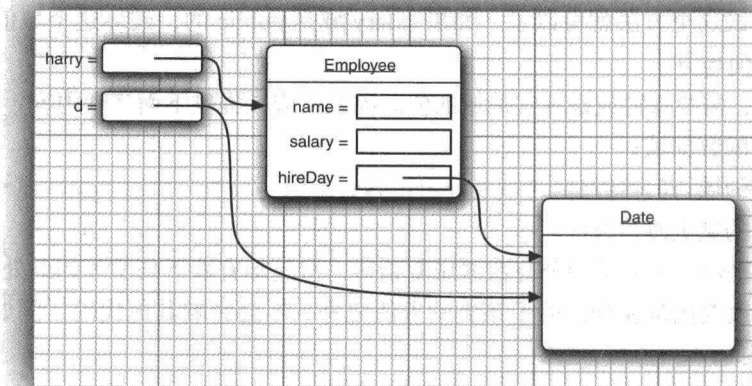 harry =
d =
Employee
name =
salary =
hireDay =
Date